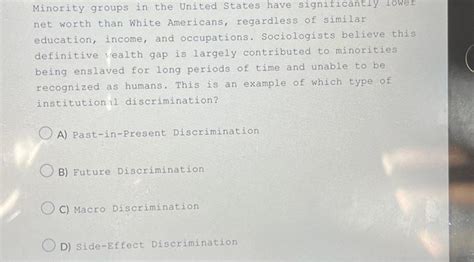 Minority groups in the United States have significantly lower
net worth than White Americans, regardless of similar
education, income, and occupations. Sociologists believe this
definitive wealth gap is largely contributed to minorities
being enslaved for long periods of time and unable to be
recognized as humans. This is an example of which type of
institutional discrimination?
A) Past-in-Present Discrimination
B) Future Discrimination
C) Macro Discrimination
D) Side-Effect Discrimination